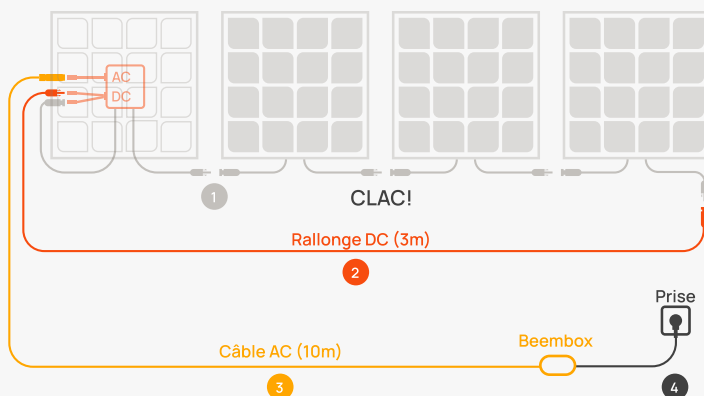 AC
DC
1
CLAC!
Rallonge DC (3m)
2
Prise
Beembox
Câble AC (10m)
3
4